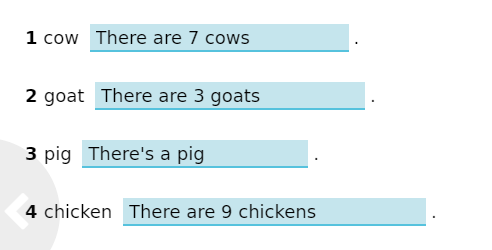 1 cow There are 7 cows .
2 goat There are 3 goats .
3 pig There's a pig .
4 chicken There are 9 chickens .